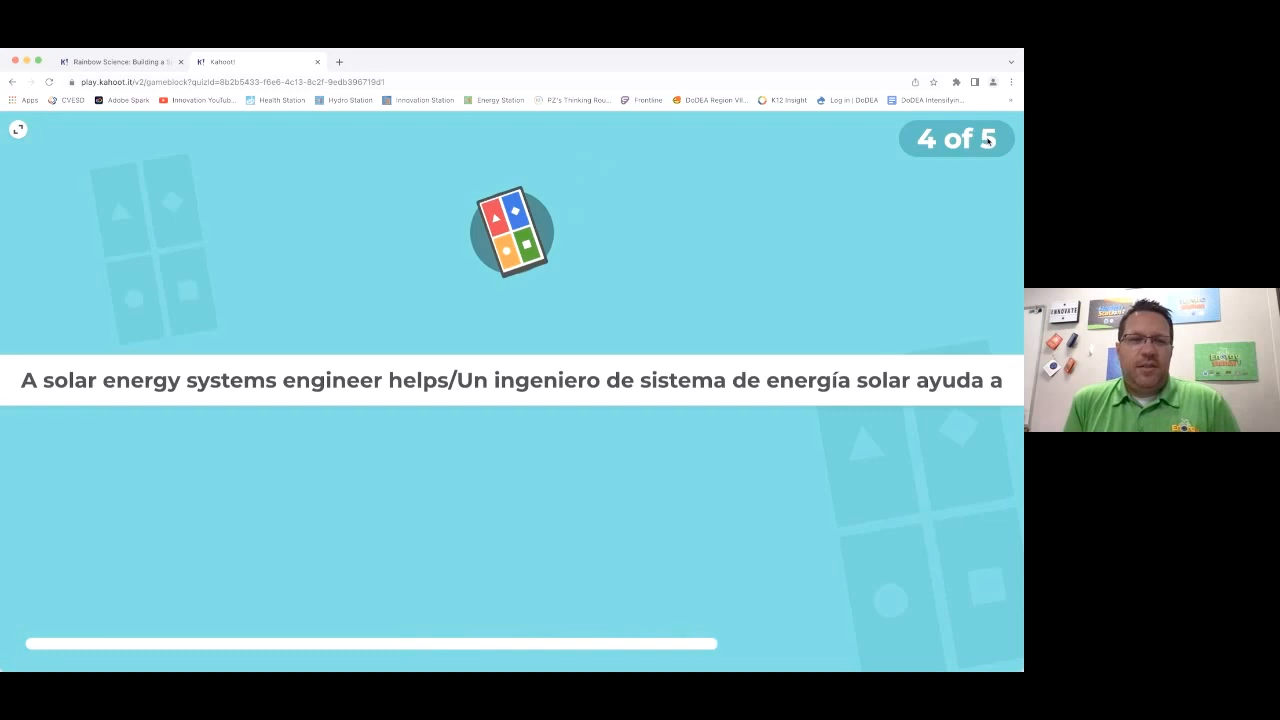 Rainbow Science: Building a S
Kahoot!
play.kahoot.it/v2/gameblock?quizId=8b2b5433-f6e6-4c13-8c2f-9edb396719d1
Apps
CVESD
Adobe Spark
Innovation YouTub...
Health Station
Hydro Station
Innovation Station
Energy Station
PZ's Thinking Rou...
Frontline
DoDEA Region VII...
K12 Insight
Log in | DoDEA
DoDEA Intensifyin...
4 of 5
A solar energy systems engineer helps/Un ingeniero de sistema de energía solar ayuda a
INNOVATE
Energy